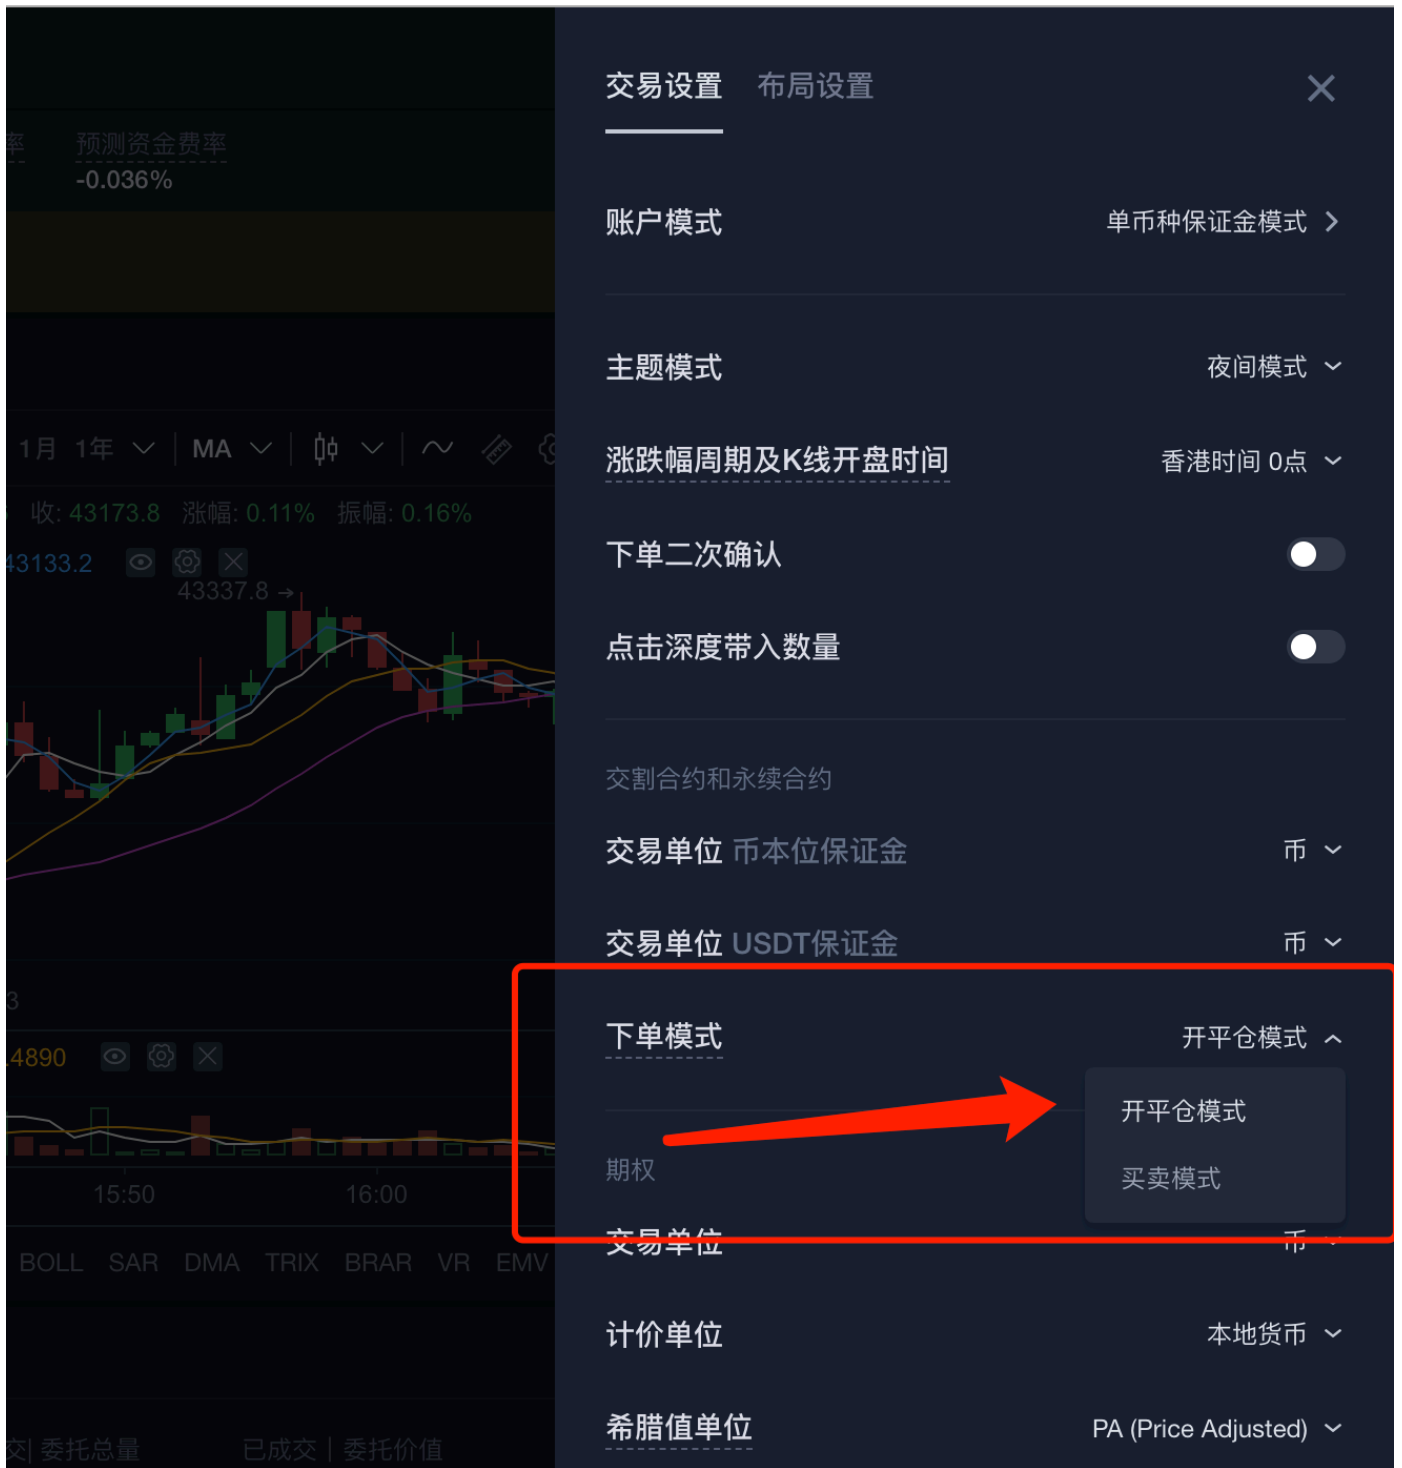 交易设置 布局设置
率 预测资金费率
-0.036%
账户模式 单币种保证金模式
主题模式 夜间模式
1月 1年 MA
涨跌幅周期及K线开盘时间 香港时间 0点
收: 43173.8 涨幅: 0.11% 振幅: 0.16%
下单二次确认
43133.2
43337.8
点击深度带入数量
交割合约和永续合约
交易单位 币本位保证金 币
交易单位 USDT保证金 币
3
下单模式 开平仓模式
.4890
开平仓模式
期权
买卖模式
15:50 16:00
交易单位 币
BOLL SAR DMA TRIX BRAR VR EMV
计价单位 本地货币
希腊值单位 PA (Price Adjusted)
交| 委托总量 已成交 | 委托价值